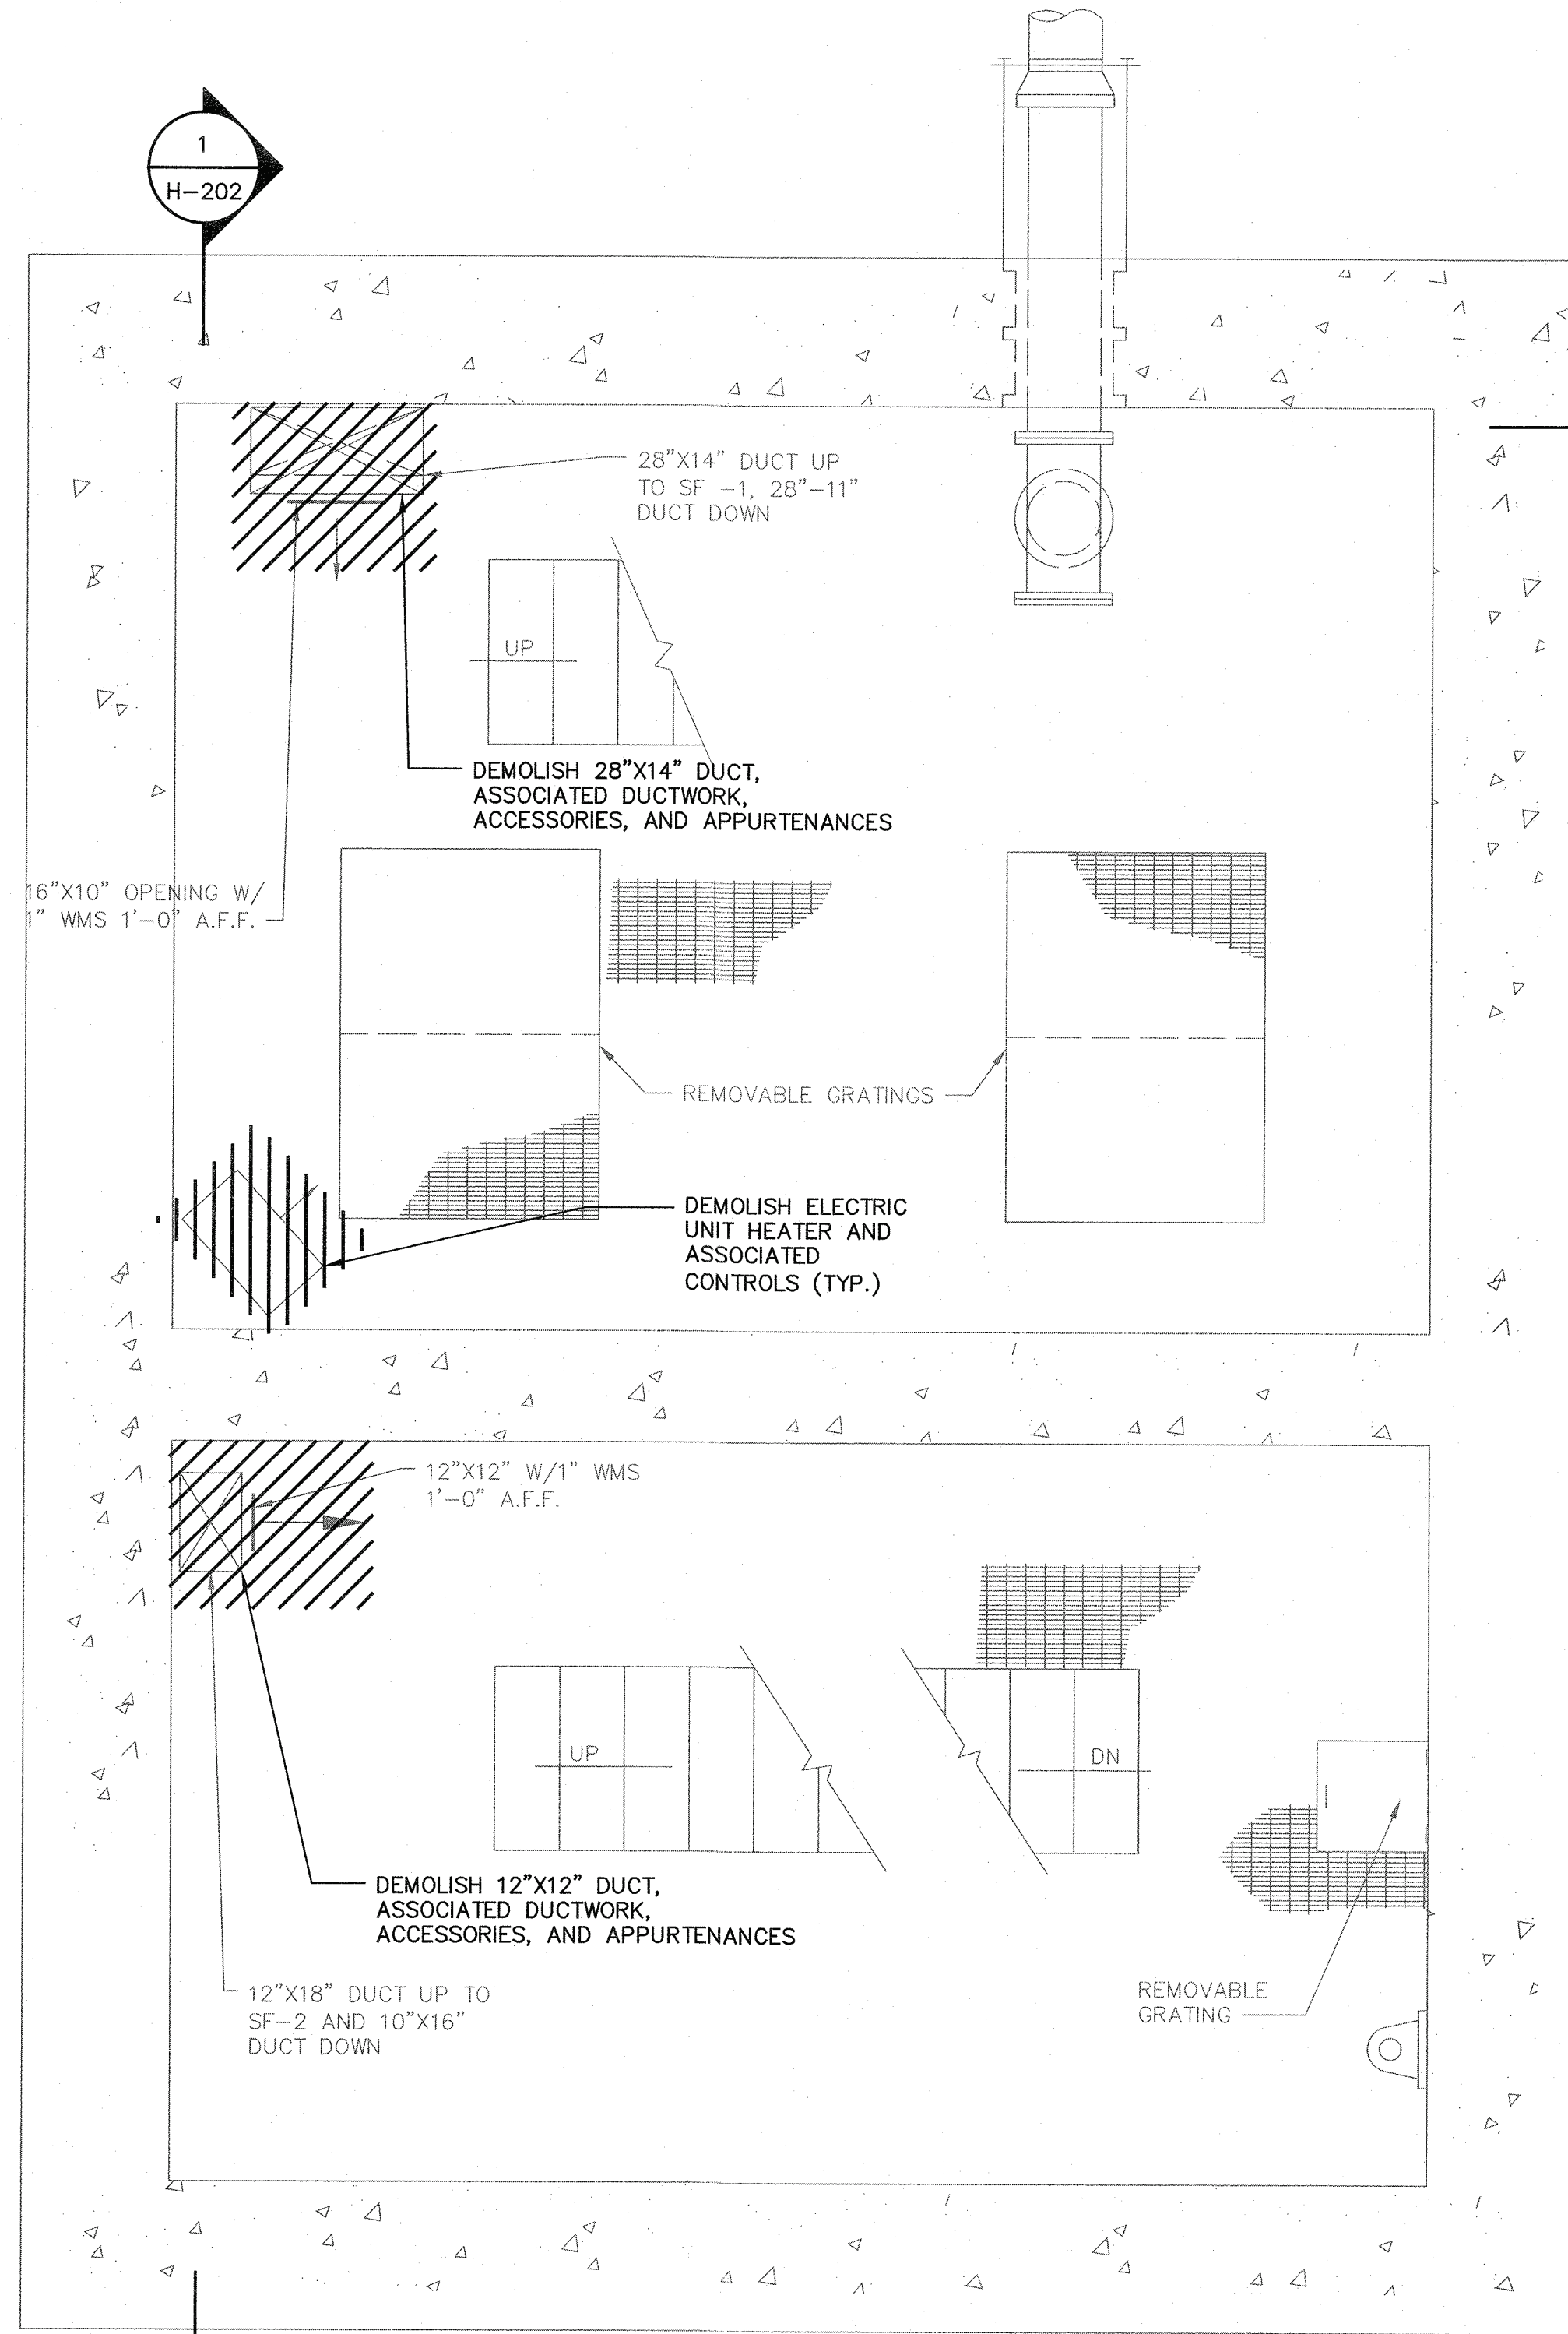 1
H-202
28"X14" DUCT UP
TO SF -1, 28"-11"
DUCT DOWN
UP
DEMOLISH 28"X14" DUCT,
ASSOCIATED DUCTWORK,
ACCESSORIES, AND APPURTENANCES
16"X10" OPENING W/
1" WMS 1'-0" A.F.F.
REMOVABLE GRATINGS
DEMOLISH ELECTRIC
UNIT HEATER AND
ASSOCIATED
CONTROLS (TYP.)
12"X12" W/1" WMS
1'-0" A.F.F.
UP
DN
DEMOLISH 12"X12" DUCT,
ASSOCIATED DUCTWORK,
ACCESSORIES, AND APPURTENANCES
12"X18" DUCT UP TO
SF-2 AND 10"X16"
DUCT DOWN
REMOVABLE
GRATING